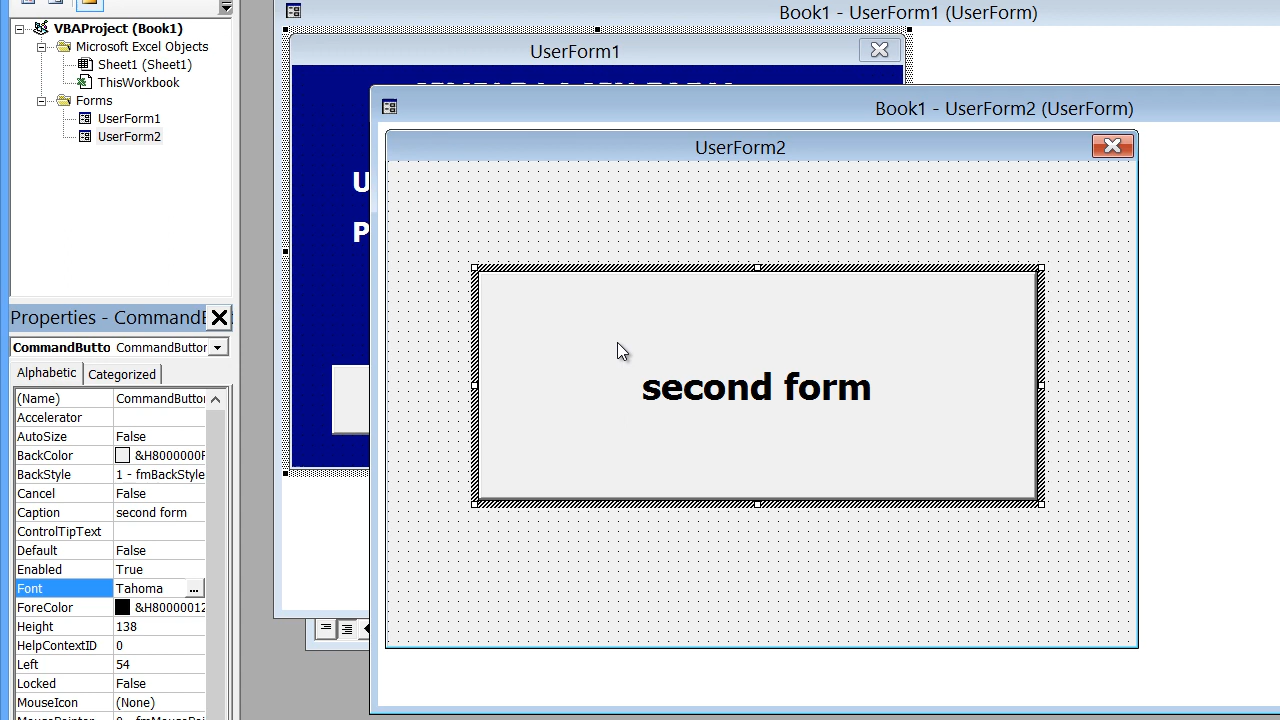 Book1 - UserForm1 (UserForm)
VBAProject (Book1)
Microsoft Excel Objects
Sheet1 (Sheet1)
ThisWorkbook
Forms
UserForm1
UserForm2
UserForm1
U
P
Book1 - UserForm2 (UserForm)
UserForm2
second form
Properties - Command
CommandButto CommandButton
Alphabetic Categorized
(Name) CommandButton
Accelerator
AutoSize False
BackColor &H8000000F
BackStyle 1 - fmBackStyle
Cancel False
Caption second form
ControlTipText
Default False
Enabled True
Font Tahoma ...
ForeColor &H80000012
Height 138
HelpContextID 0
Left 54
Locked False
MouseIcon (None)